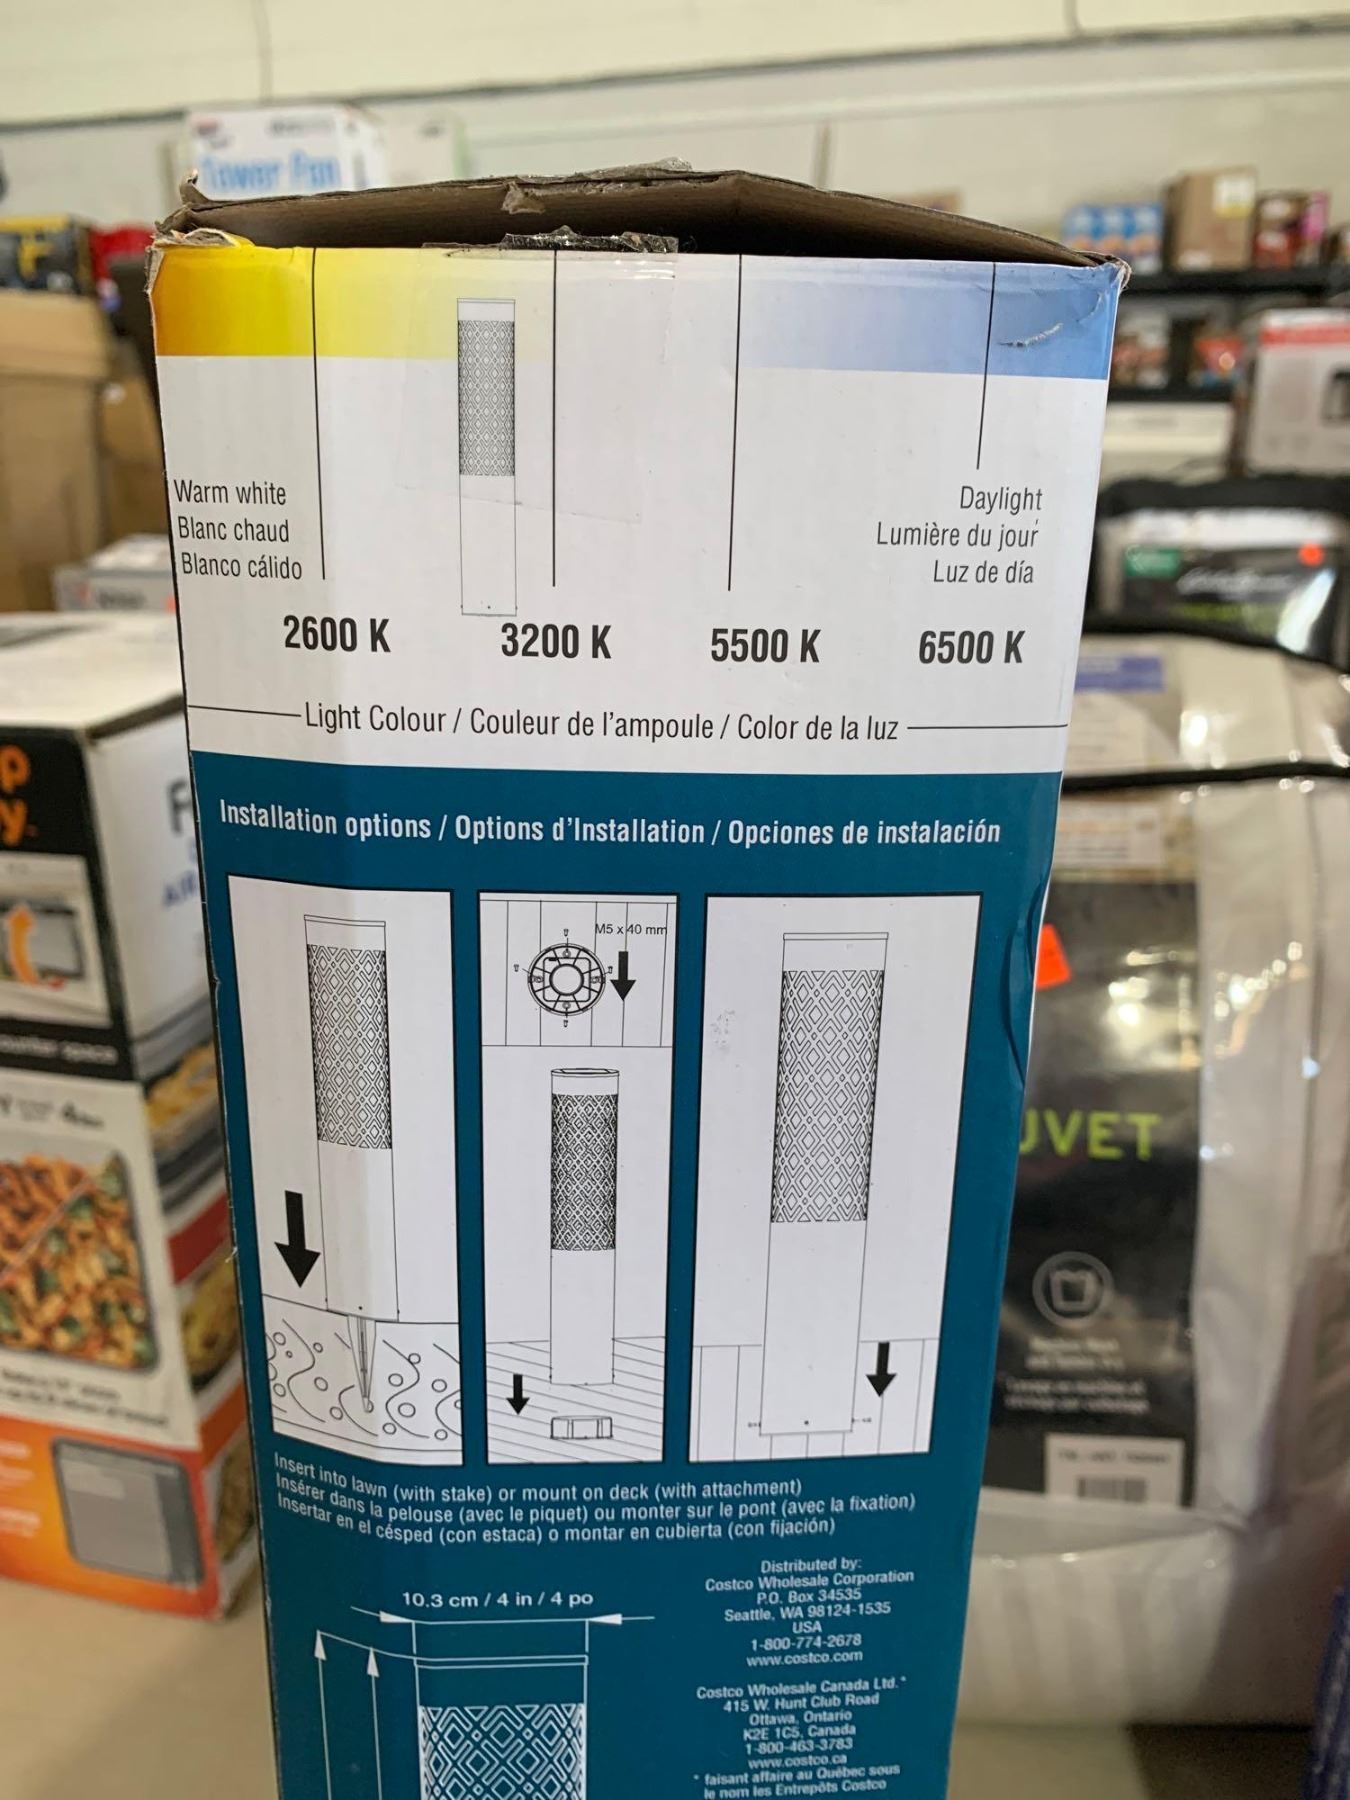 Tower Fan
Warm white
Blanc chaud
Blanco cálido
Daylight
Lumière du jour
Luz de día
2600 K
3200 K
5500 K
6500 K
Light Colour / Couleur de l'ampoule / Color de la luz
Installation options / Options d'Installation / Opciones de instalación
M5 x 40 mm
Insert into lawn (with stake) or mount on deck (with attachment)
Insérer dans la pelouse (avec le piquet) ou monter sur le pont (avec la fixation)
Insertar en el césped (con estaca) o montar en cubierta (con fijación)
10.3 cm / 4 in / 4 po
Distributed by:
Costco Wholesale Corporation
P.O. Box 34535
Seattle, WA 98124-1535
USA
1-800-774-2678
www.costco.com
Costco Wholesale Canada Ltd.*
415 W. Hunt Club Road
Ottawa, Ontario
K2E 1C5, Canada
1-800-463-3783
www.costco.ca
* faisant affaire au Québec sous
le nom les Entrepôts Costco
UVET